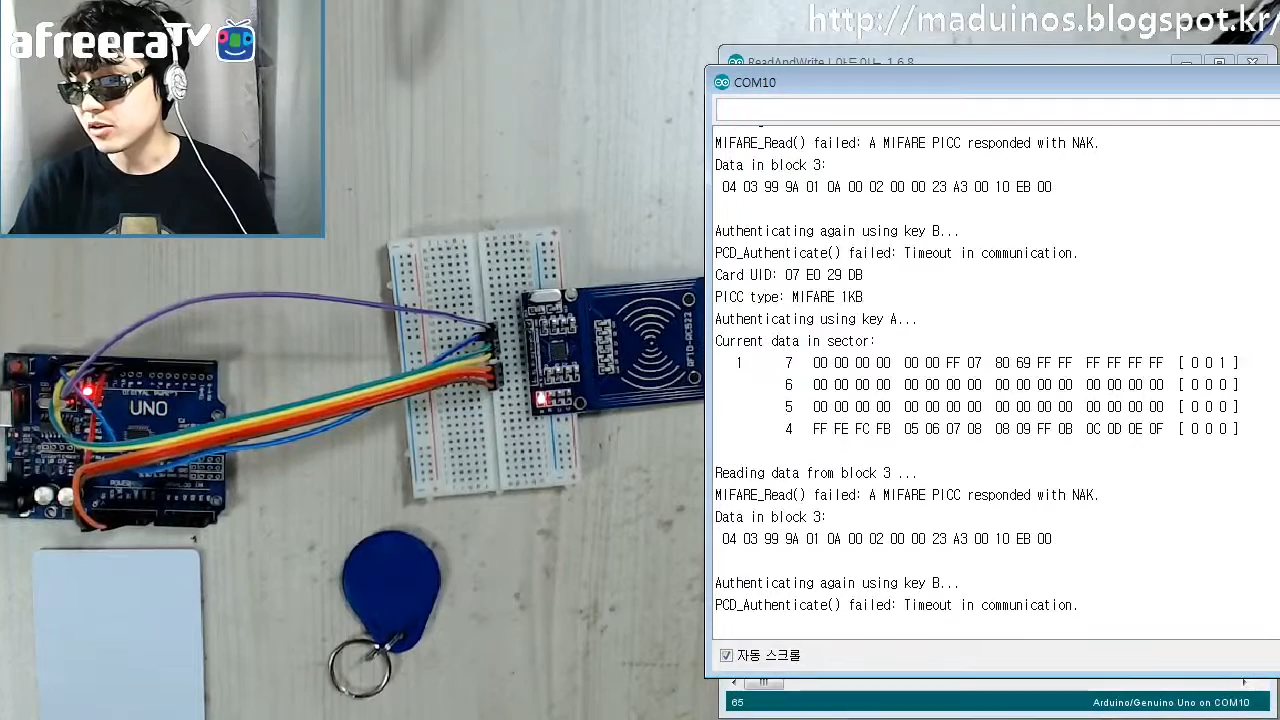 afreecaTV
http://maduinos.blogspot.kr/
ReadAndWrite | 아두이노 1.6.8
COM10
MIFARE_Read() failed: A MIFARE PICC responded with NAK.
Data in block 3:
04 03 99 9A 01 0A 00 02 00 00 23 A3 00 10 EB 00
Authenticating again using key B...
PCD_Authenticate() failed: Timeout in communication.
Card UID: 07 E0 29 DB
PICC type: MIFARE 1KB
Authenticating using key A...
Current data in sector:
1 7 00 00 00 00 00 00 FF 07 80 69 FF FF FF FF FF FF [ 0 0 1 ]
6 00 00 00 00 00 00 00 00 00 00 00 00 00 00 00 00 [ 0 0 0 ]
5 00 00 00 00 00 00 00 00 00 00 00 00 00 00 00 00 [ 0 0 0 ]
4 FF FB FC FB 05 06 07 08 08 09 FF 0B 0C 0D 0E 0F [ 0 0 0 ]
Reading data from block 3 ...
MIFARE_Read() failed: A MIFARE PICC responded with NAK.
Data in block 3:
04 03 99 9A 01 0A 00 02 00 00 23 A3 00 10 EB 00
Authenticating again using key B...
PCD_Authenticate() failed: Timeout in communication.
자동 스크롤
65
Arduino/Genuino Uno on COM10
UNO
RFID-RC522